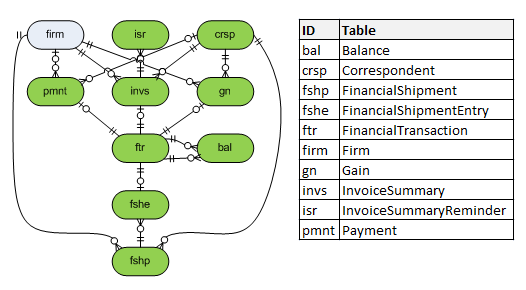 firm isr crsp
pmnt invs gn
ftr bal
fshe
fshp
ID Table
bal Balance
crsp Correspondent
fshp FinancialShipment
fshe FinancialShipmentEntry
ftr FinancialTransaction
firm Firm
gn Gain
invs InvoiceSummary
isr InvoiceSummaryReminder
pmnt Payment